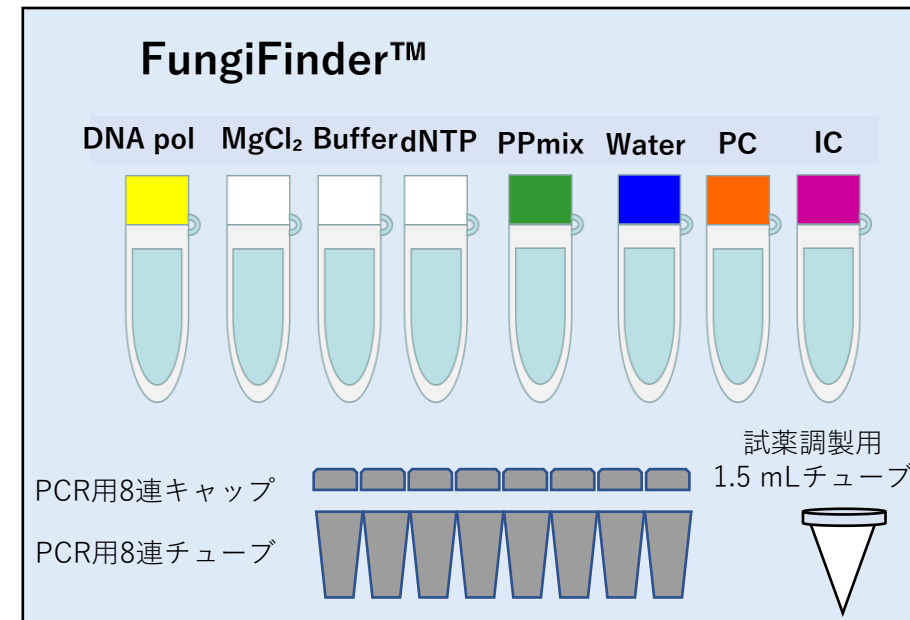 FungiFinder™
DNA pol MgCl₂ Buffer dNTP PPmix Water PC IC
試薬調製用
1.5 mLチューブ
PCR用8連キャップ
PCR用8連チューブ